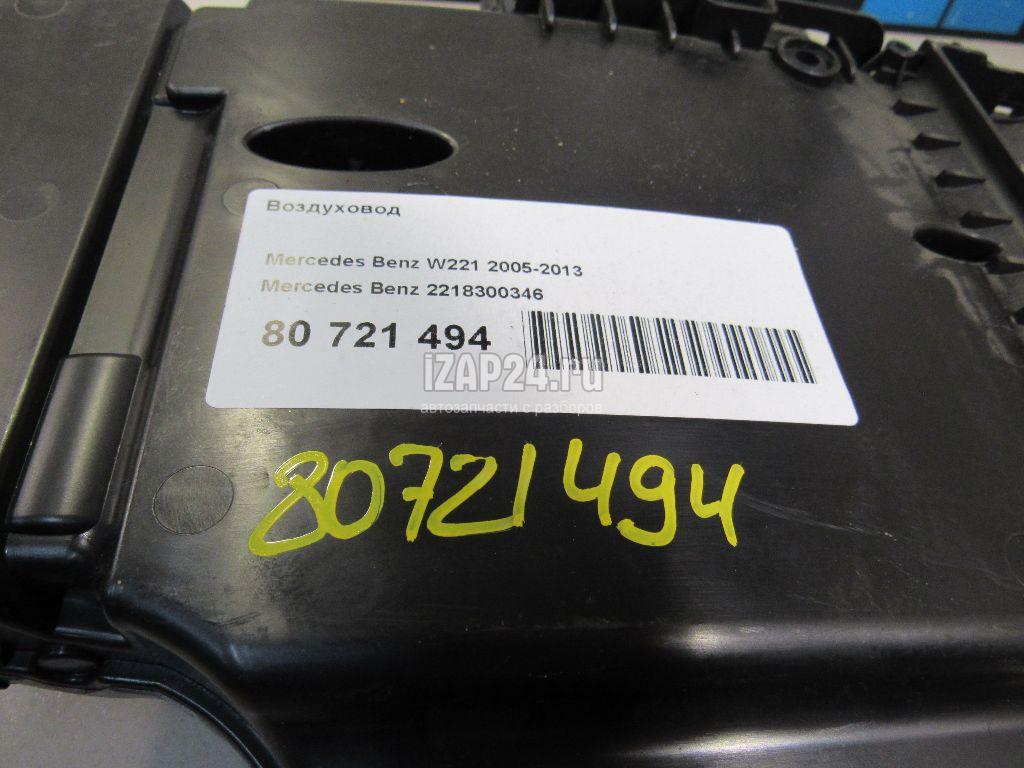 Воздуховод
Mercedes Benz W221 2005-2013
Mercedes Benz 2218300346
80 721 494
iZAP24.ru
автозапчасти с разборов
80721494